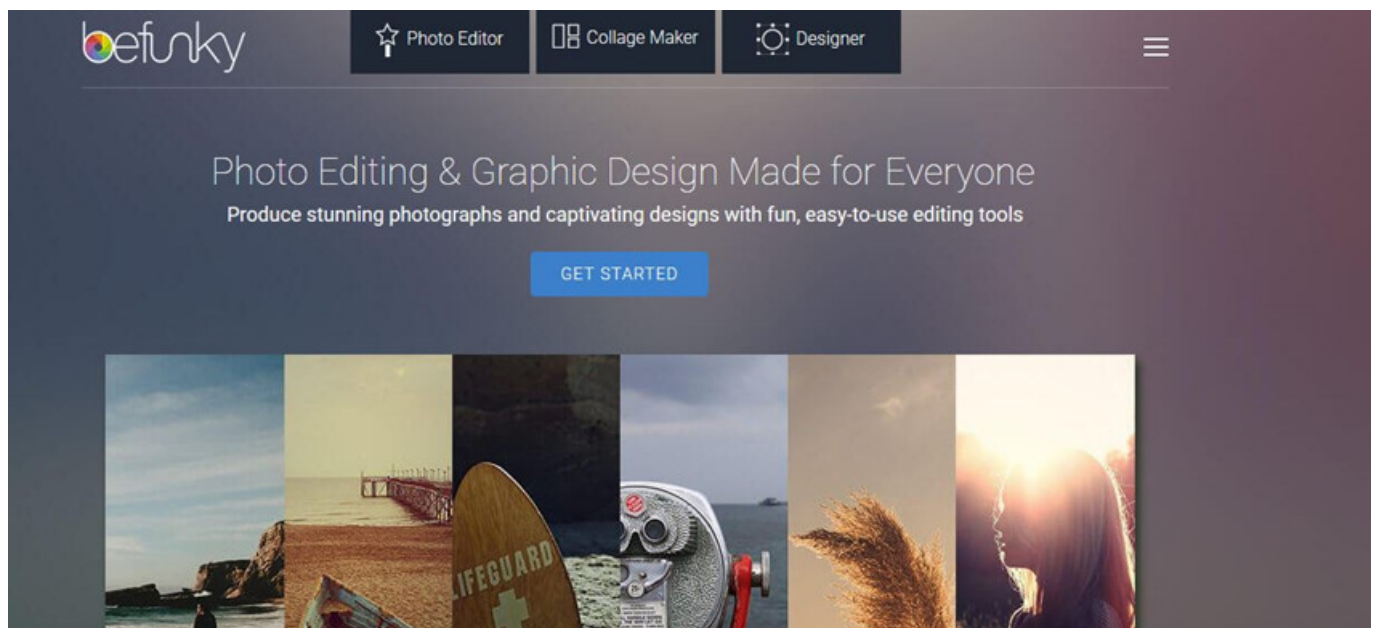 befunky
Photo Editor
Collage Maker
Designer
Photo Editing & Graphic Design Made for Everyone
Produce stunning photographs and captivating designs with fun, easy-to-use editing tools
GET STARTED
LIFEGUARD